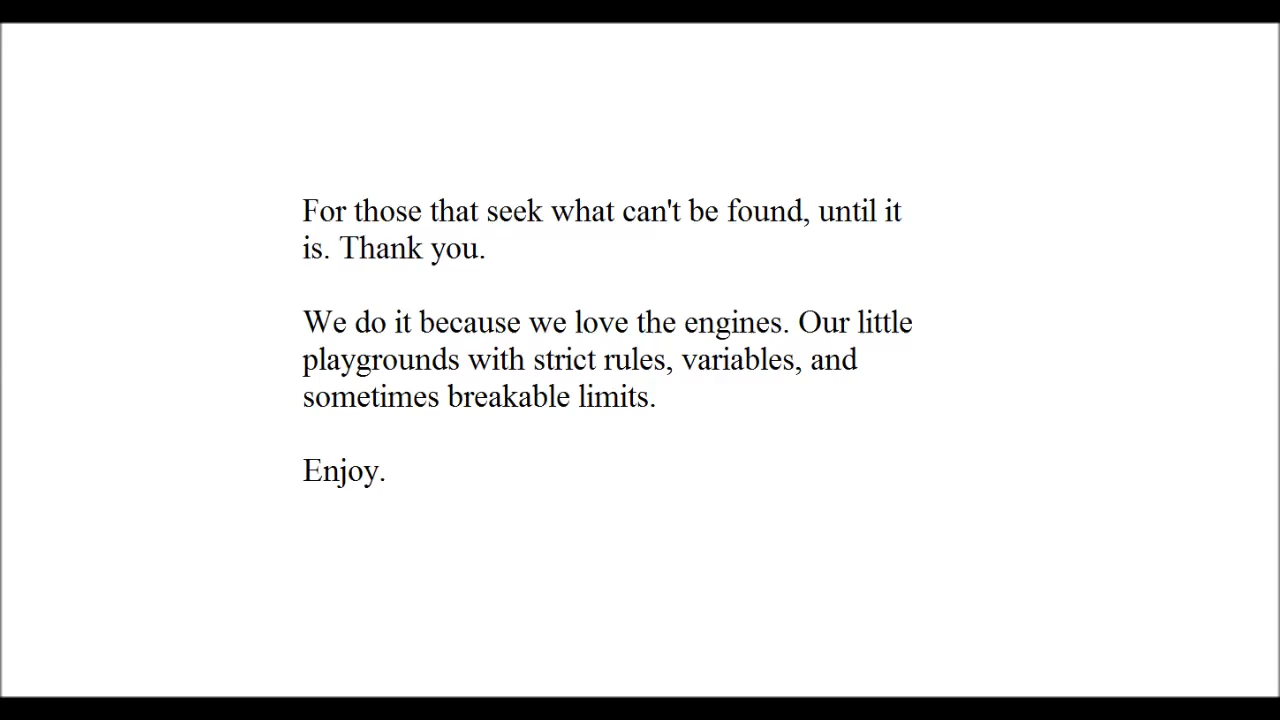 For those that seek what can't be found, until it
is. Thank you.
We do it because we love the engines. Our little
playgrounds with strict rules, variables, and
sometimes breakable limits.
Enjoy.